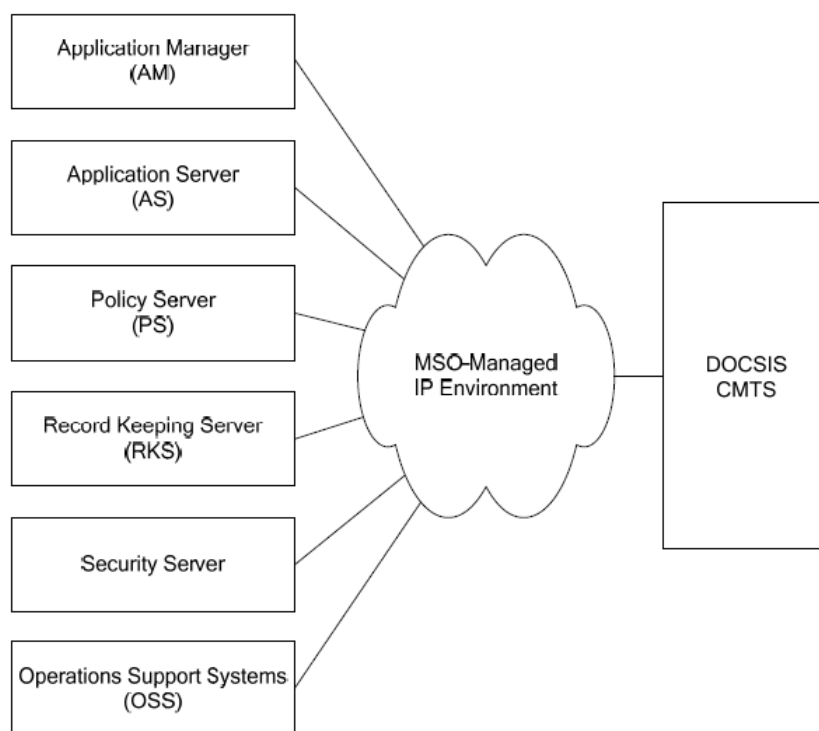 Application Manager
(AM)
Application Server
(AS)
Policy Server
(PS)
Record Keeping Server
(RKS)
Security Server
Operations Support Systems
(OSS)
MSO-Managed
IP Environment
DOCSIS
CMTS